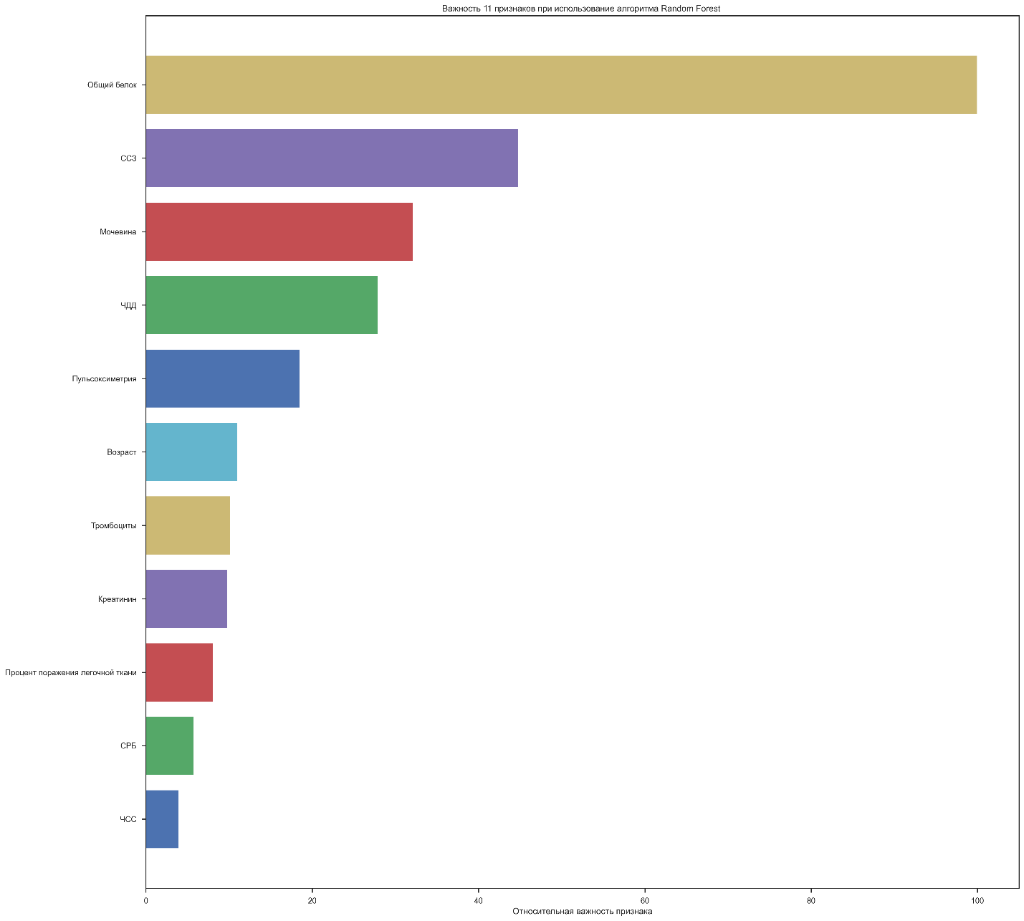 Важность 11 признаков при использование алгоритма Random Forest
Общий белок
ССЗ
Мочевина
ЧДД
Пульсоксиметрия
Возраст
Тромбоциты
Креатинин
Процент поражения легочной ткани
СРБ
ЧСС
0 20 40 60 80 100
Относительная важность признака